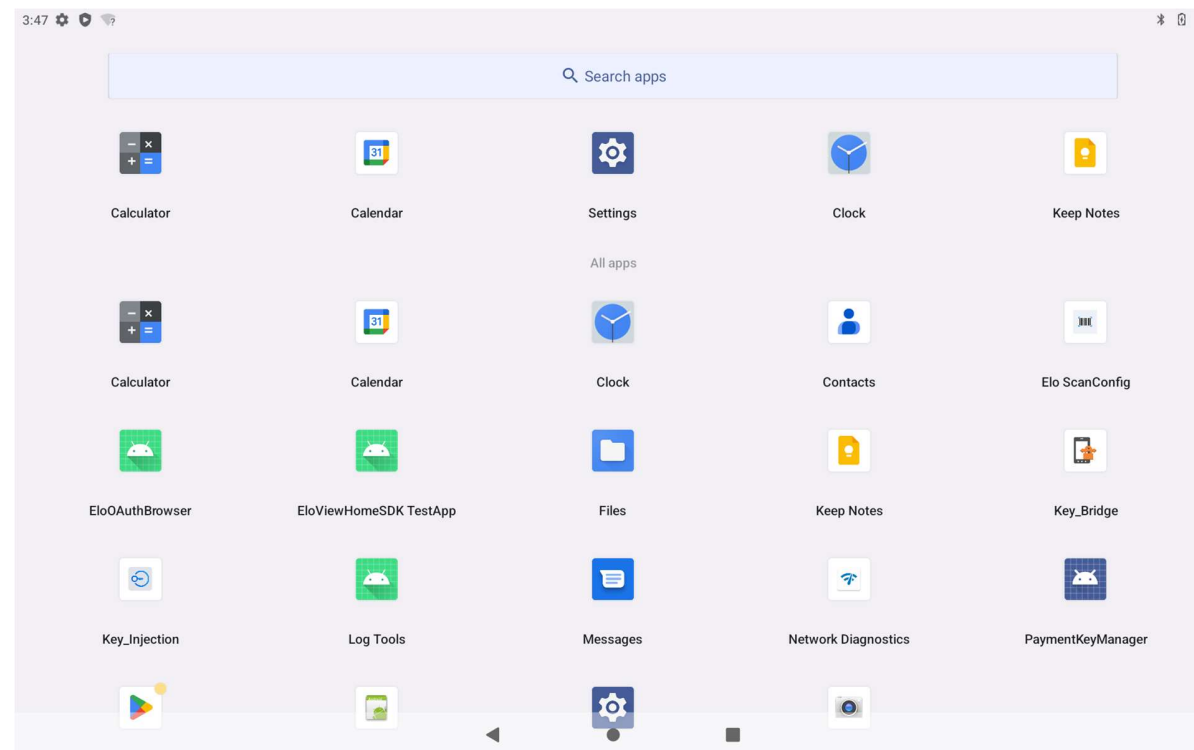 3:47
Search apps
Calculator Calendar Settings Clock Keep Notes
All apps
Calculator Calendar Clock Contacts Elo ScanConfig
EloOAuthBrowser EloViewHomeSDK TestApp Files Keep Notes Key_Bridge
Key_Injection Log Tools Messages Network Diagnostics PaymentKeyManager